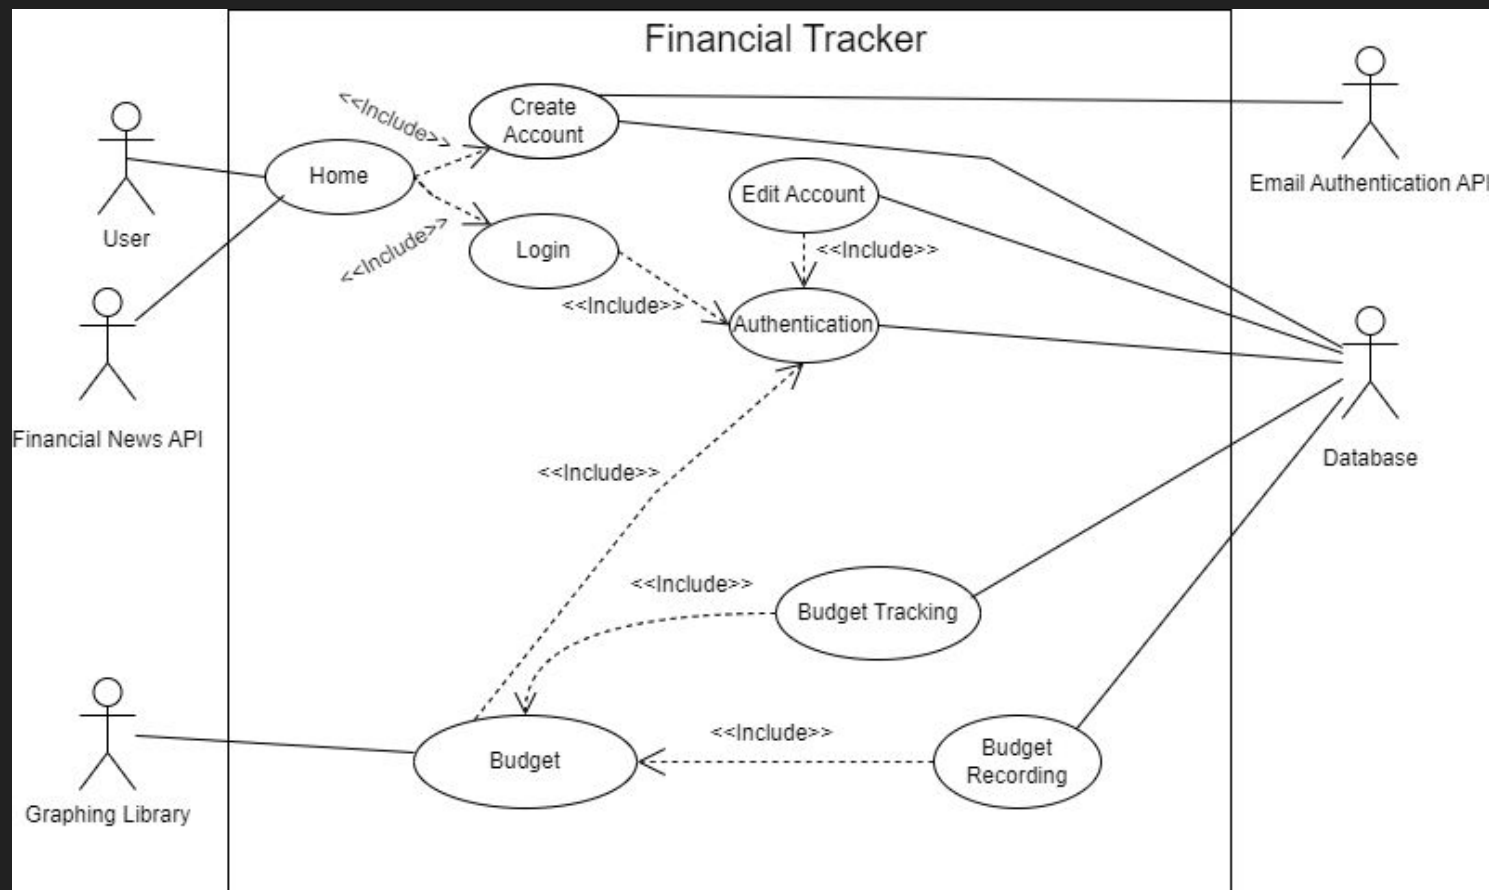 Financial Tracker
<<Include>>
Create
Account
Home
User
Email Authentication API
Edit Account
<<Include>>
Login
<<Include>>
<<Include>>
Authentication
Financial News API
Database
<<Include>>
<<Include>>
Budget Tracking
<<Include>>
Budget
Budget
Recording
Graphing Library